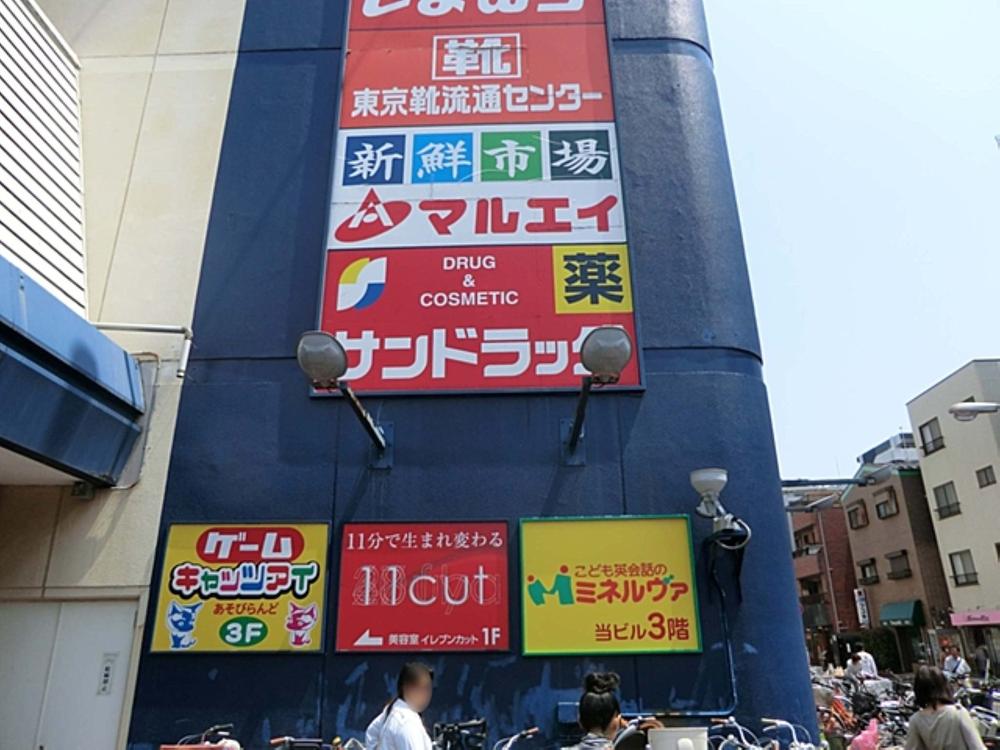 靴
東京靴流通センター
新鮮市場
マルエイ
DRUG
&
COSMETIC
薬
サンドラッグ
ゲーム
キャッツアイ
あそびらんど
3F
11分で生まれ変わる
11cut
美容室 イレブンカット 1F
こども英会話の
ミネルヴァ
当ビル3階